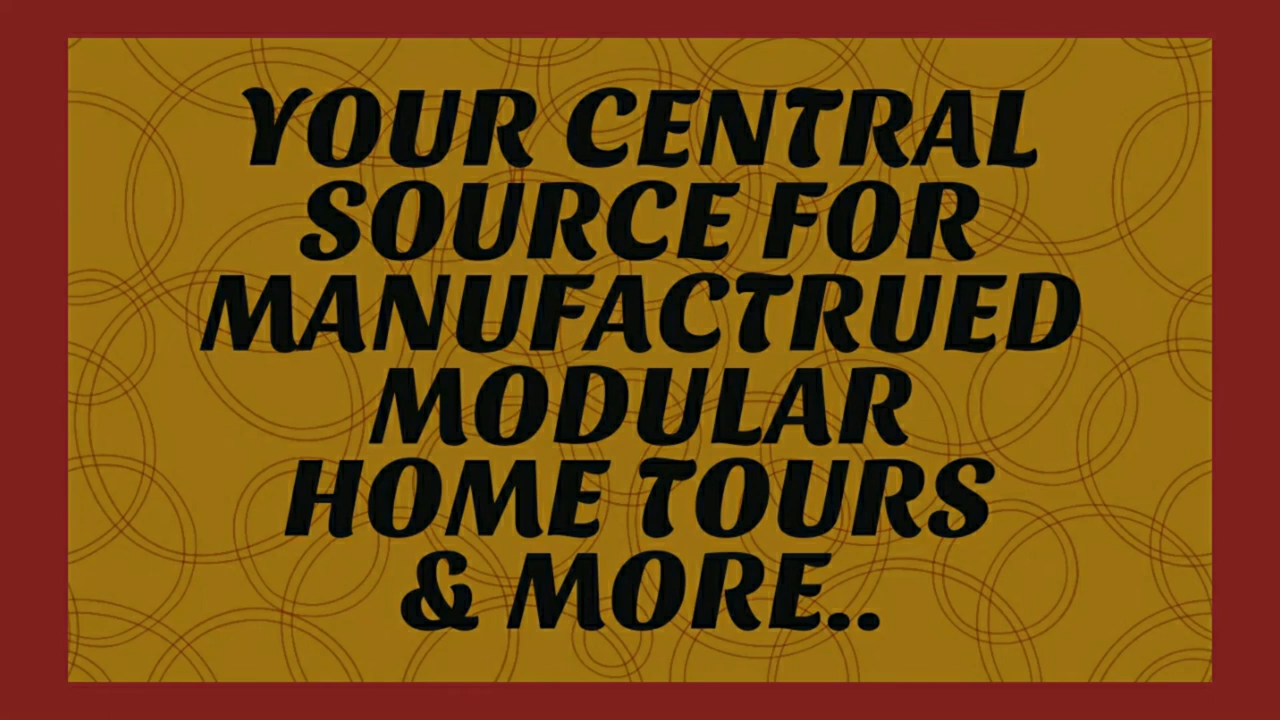 YOUR CENTRAL
SOURCE FOR
MANUFACTRUED
MODULAR
HOME TOURS
& MORE..